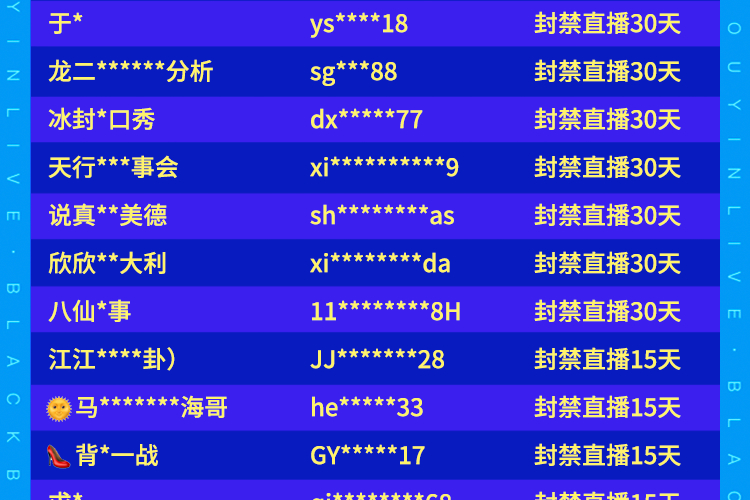 于* ys****18 封禁直播30天
龙二******分析 sg***88 封禁直播30天
冰封*口秀 dx*****77 封禁直播30天
天行***事会 xi**********9 封禁直播30天
说真**美德 sh********as 封禁直播30天
欣欣**大利 xi********da 封禁直播30天
八仙*事 11********8H 封禁直播30天
江江****卦） JJ*******28 封禁直播15天
🌞马*******海哥 he*****33 封禁直播15天
👠背*一战 GY*****17 封禁直播15天
YINLIVE·BLACKB
OUYINLIVE·BLAC